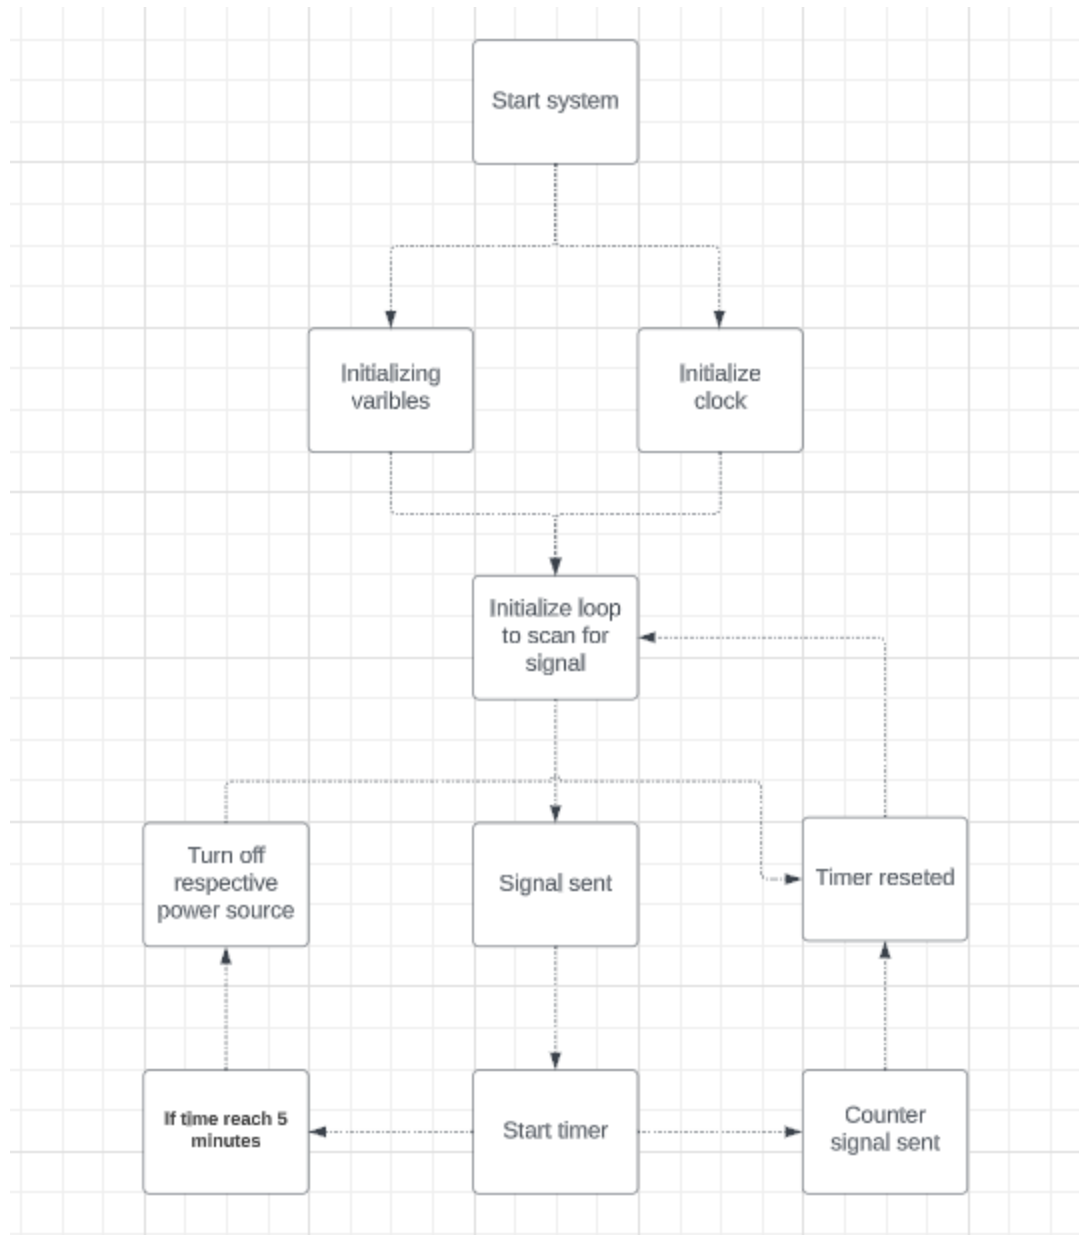 Start system
Initializing
varibles
Initialize
clock
Initialize loop
to scan for
signal
Turn off
respective
power source
Signal sent
Timer reseted
If time reach 5
minutes
Start timer
Counter
signal sent